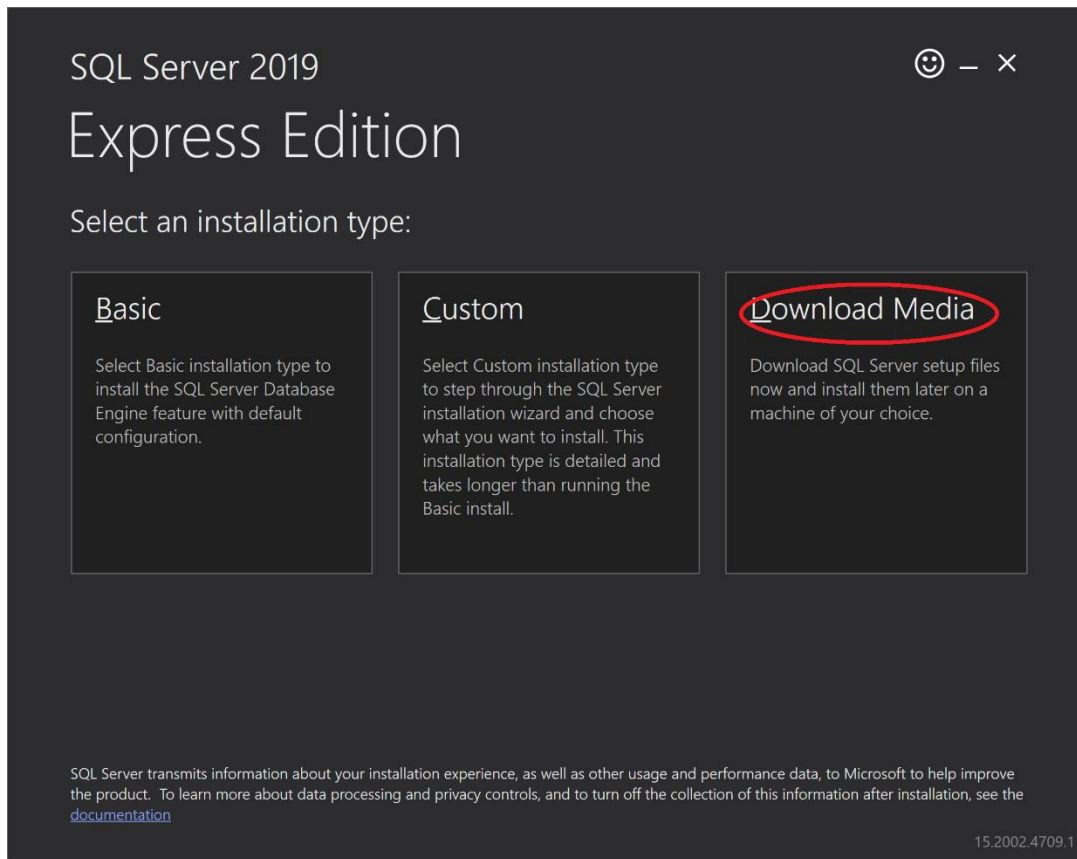 SQL Server 2019
Express Edition
Select an installation type:
Basic
Select Basic installation type to
install the SQL Server Database
Engine feature with default
configuration.
Custom
Select Custom installation type
to step through the SQL Server
installation wizard and choose
what you want to install. This
installation type is detailed and
takes longer than running the
Basic install.
Download Media
Download SQL Server setup files
now and install them later on a
machine of your choice.
SQL Server transmits information about your installation experience, as well as other usage and performance data, to Microsoft to help improve
the product.  To learn more about data processing and privacy controls, and to turn off the collection of this information after installation, see the
documentation
15.2002.4709.1